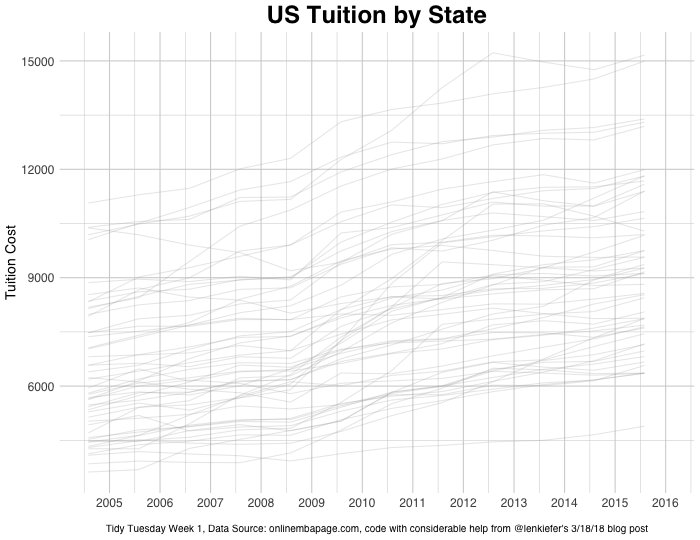 US Tuition by State
15000
12000
9000
6000
Tuition Cost
2005 2006 2007 2008 2009 2010 2011 2012 2013 2014 2015 2016
Tidy Tuesday Week 1, Data Source: onlinembapage.com, code with considerable help from @lenkiefer's 3/18/18 blog post